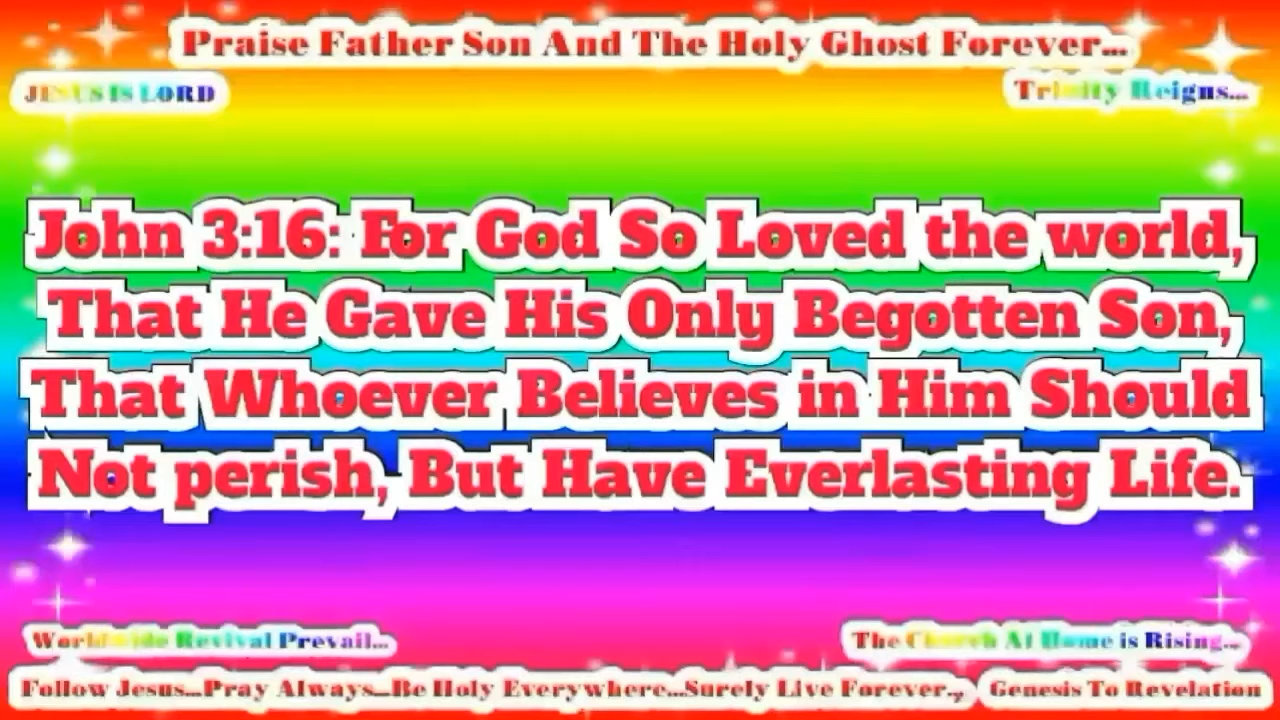 Praise Father Son And The Holy Ghost Forever...
JESUS IS LORD
Trinity Reigns...
John 3:16: For God So Loved the world,
That He Gave His Only Begotten Son,
That Whoever Believes in Him Should
Not perish, But Have Everlasting Life.
Worldwide Revival Prevail...
The Church At Home is Rising...
Follow Jesus...Pray Always...Be Holy Everywhere...Surely Live Forever.., Genesis To Revelation